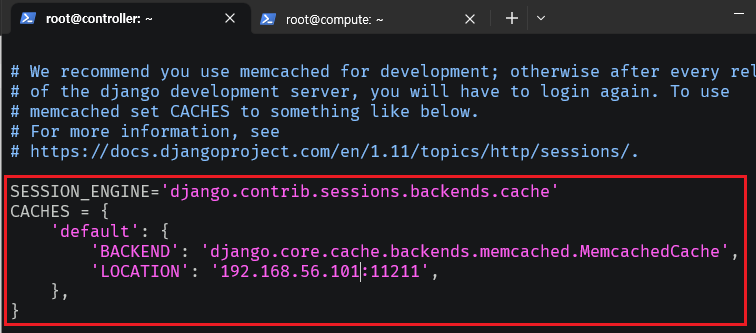 root@controller: ~
root@compute: ~
# We recommend you use memcached for development; otherwise after every rel
# of the django development server, you will have to login again. To use
# memcached set CACHES to something like below.
# For more information, see
# https://docs.djangoproject.com/en/1.11/topics/http/sessions/.
SESSION_ENGINE='django.contrib.sessions.backends.cache'
CACHES = {
    'default': {
        'BACKEND': 'django.core.cache.backends.memcached.MemcachedCache',
        'LOCATION': '192.168.56.101:11211',
    },
}